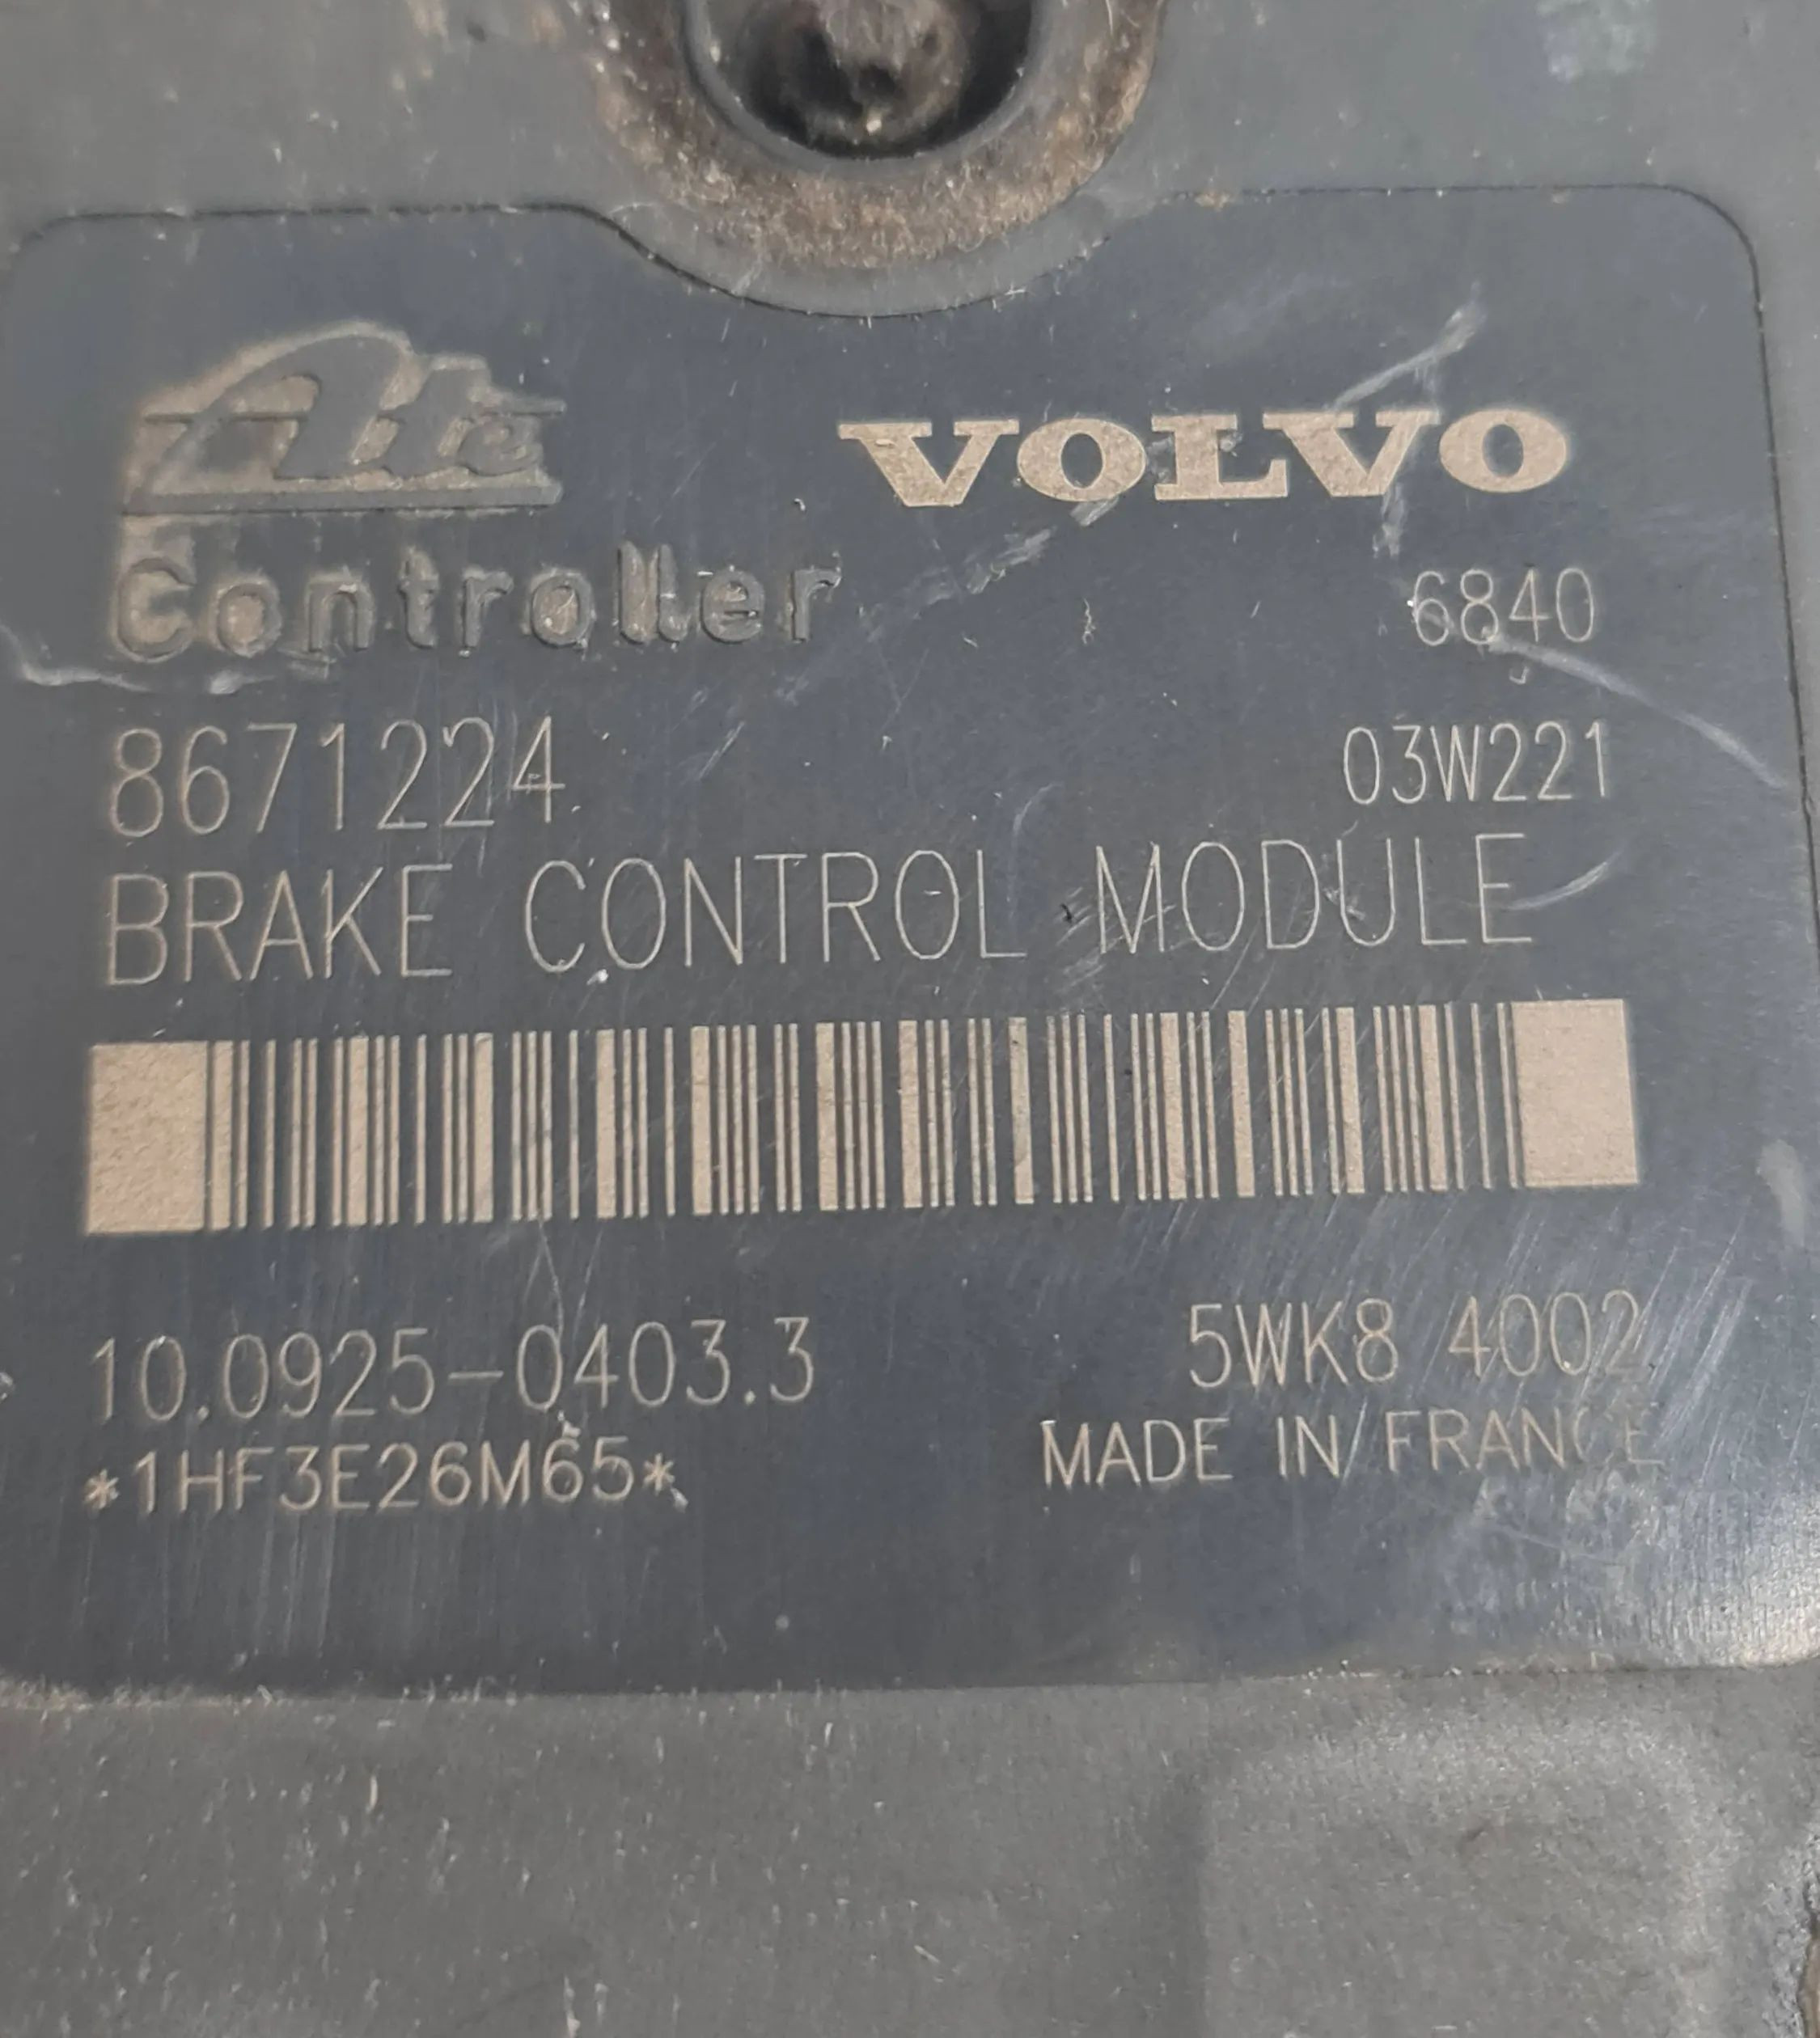 Ate VOLVO
Controller 6840
8671224 03W221
BRAKE CONTROL MODULE
10.0925-0403.3 5WK8 4002
*1HF3E26M65* MADE IN FRANCE